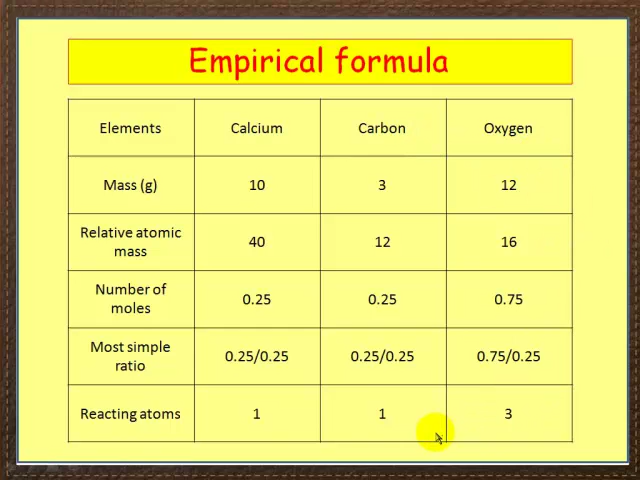 Empirical formula
Elements Calcium Carbon Oxygen
Mass (g) 10 3 12
Relative atomic
mass 40 12 16
Number of
moles 0.25 0.25 0.75
Most simple
ratio 0.25/0.25 0.25/0.25 0.75/0.25
Reacting atoms 1 1 3